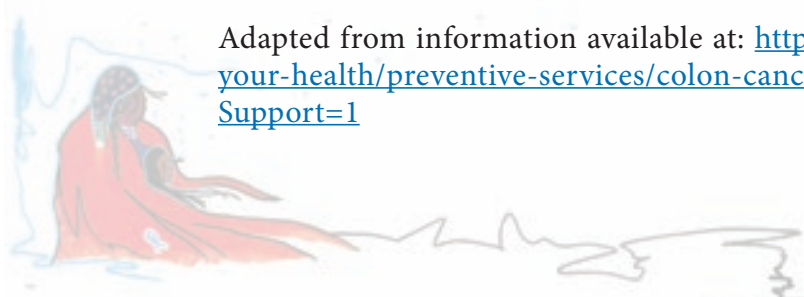 Adapted from information available at: http
your-health/preventive-services/colon-canc
Support=1